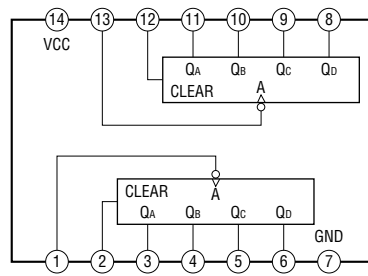 14 13 12 11 10 9 8
VCC
QA QB QC QD
CLEAR A
CLEAR A
QA QB QC QD
GND
1 2 3 4 5 6 7